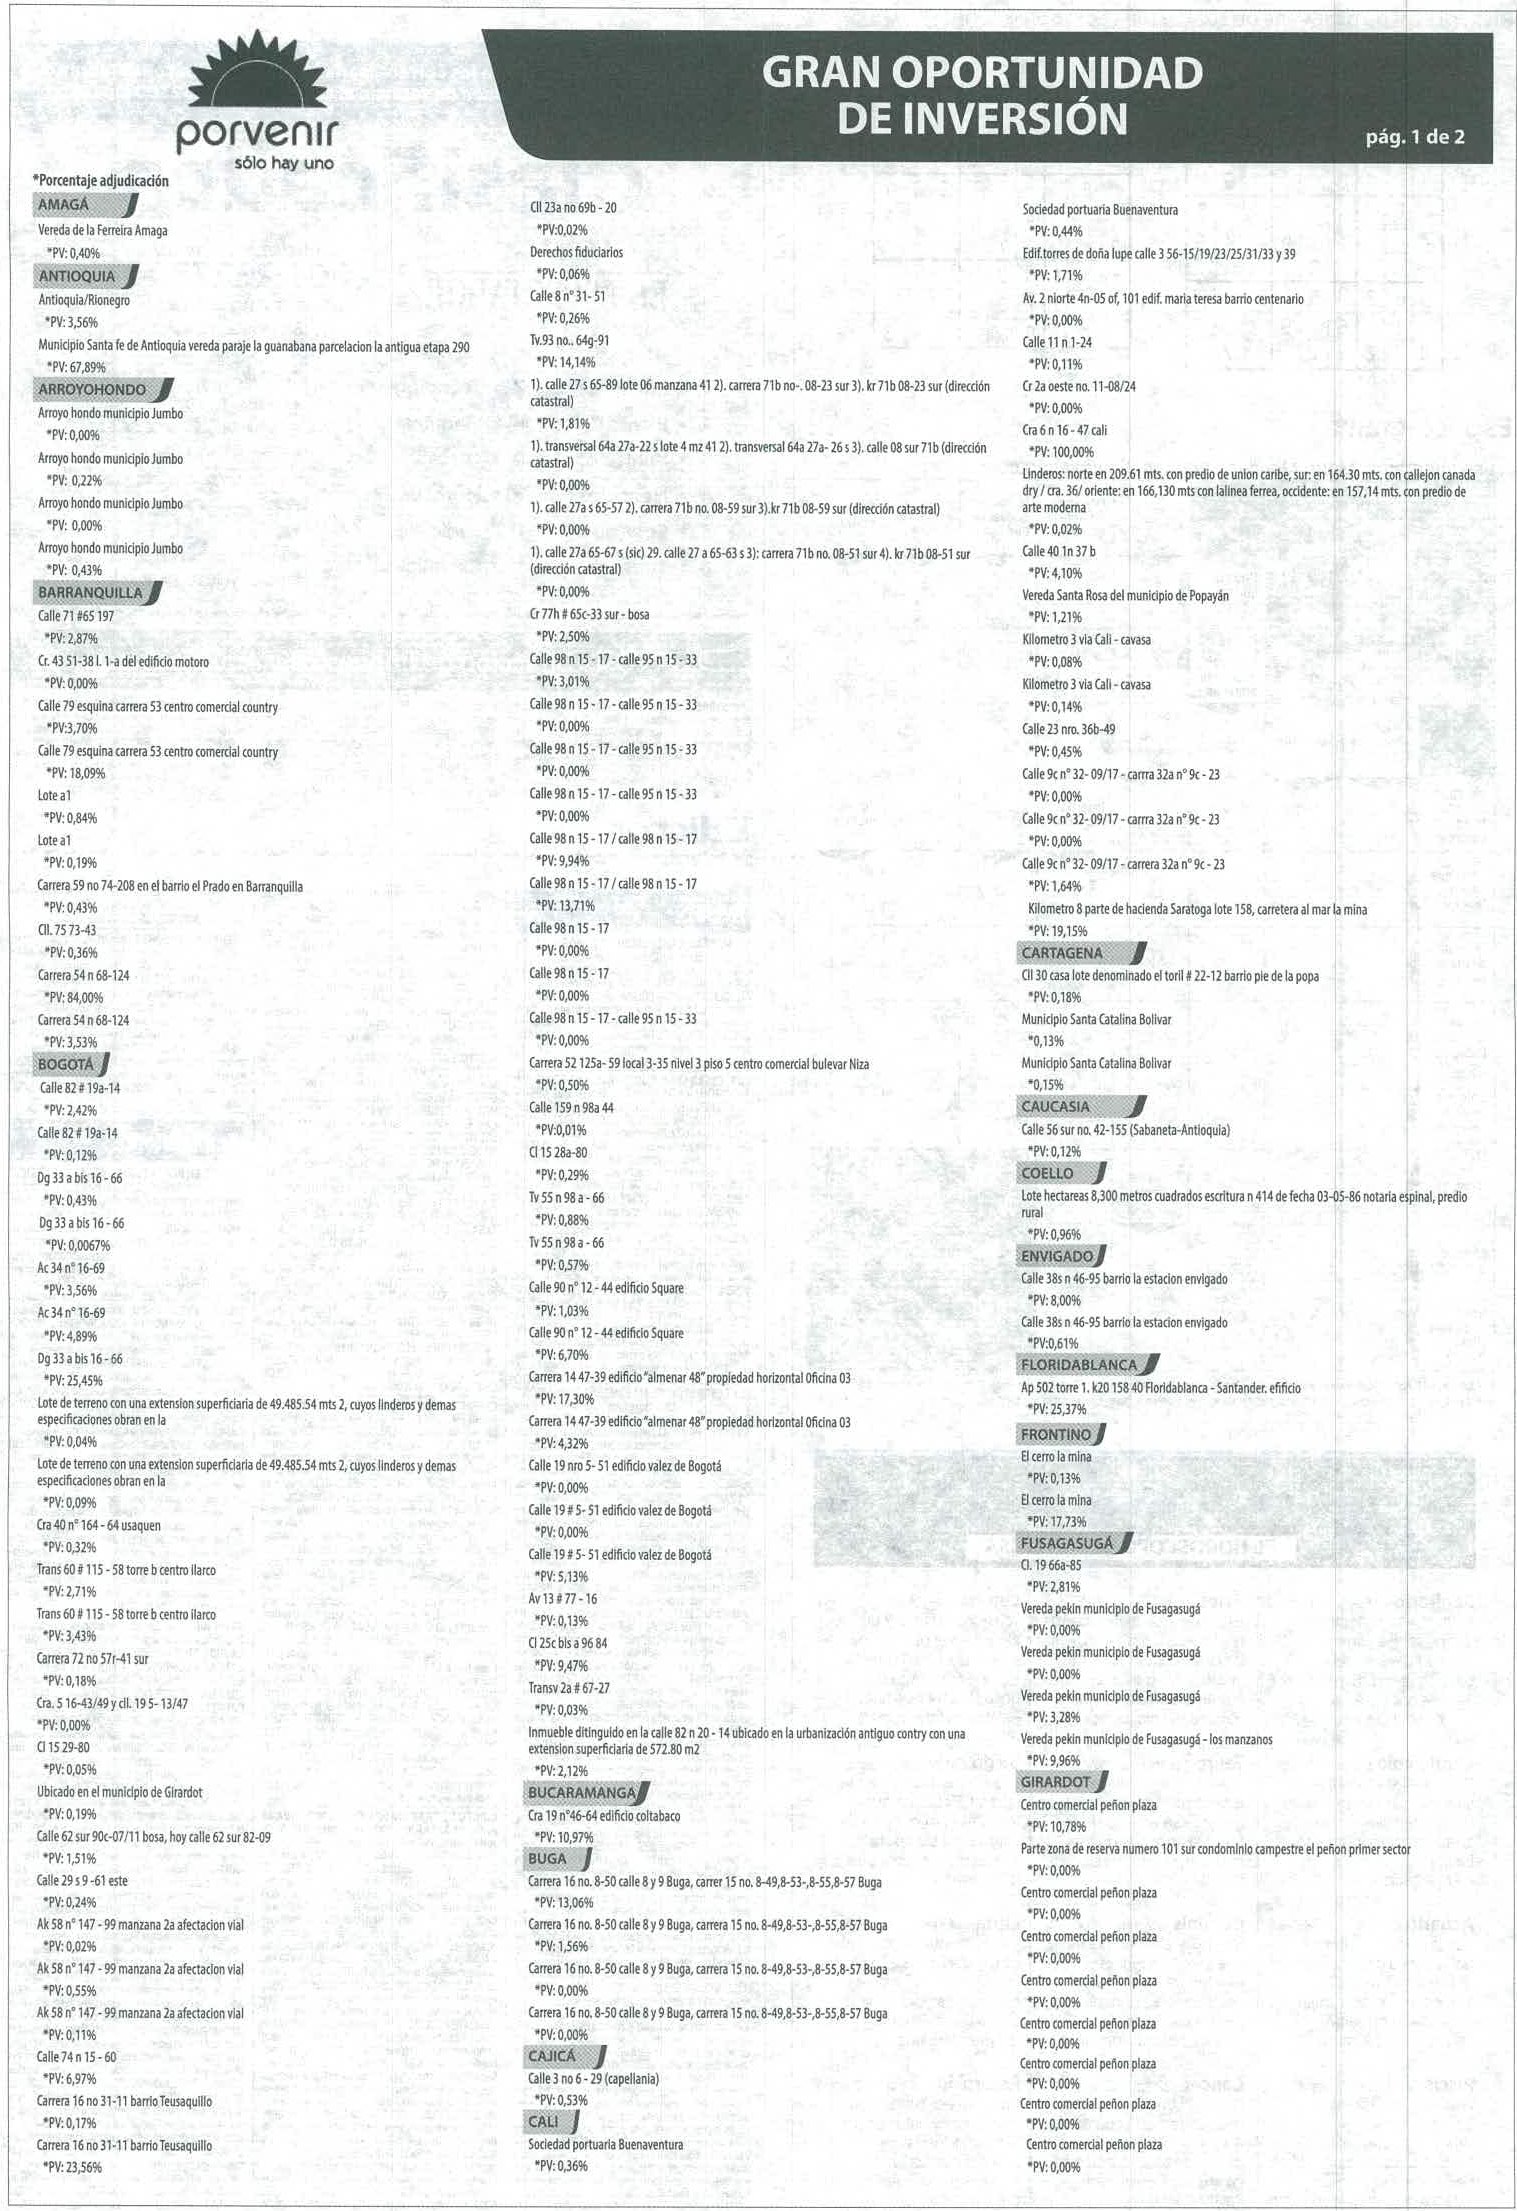 porvenir
sólo hay uno
GRAN OPORTUNIDAD
DE INVERSIÓN
pág. 1 de 2
*Porcentaje adjudicación
AMAGÁ
Vereda de la Ferreira Amaga
*PV: 0,40%
ANTIOQUIA
Antioquia/Rionegro
*PV: 3,56%
Municipio Santa fe de Antioquia vereda paraje la guanabana parcelacion la antigua etapa 290
*PV: 67,89%
ARROYOHONDO
Arroyo hondo municipio Jumbo
*PV: 0,00%
Arroyo hondo municipio Jumbo
*PV: 0,22%
Arroyo hondo municipio Jumbo
*PV: 0,00%
Arroyo hondo municipio Jumbo
*PV: 0,43%
BARRANQUILLA
Calle 71 #65 197
*PV: 2,87%
Cr. 43 51-38 l. 1-a del edificio motoro
*PV: 0,00%
Calle 79 esquina carrera 53 centro comercial country
*PV:3,70%
Calle 79 esquina carrera 53 centro comercial country
*PV: 18,09%
Lote a1
*PV: 0,84%
Lote a1
*PV: 0,19%
Carrera 59 no 74-208 en el barrio el Prado en Barranquilla
*PV: 0,43%
Cll. 75 73-43
*PV: 0,36%
Carrera 54 n 68-124
*PV: 84,00%
Carrera 54 n 68-124
*PV: 3,53%
BOGOTÁ
Calle 82 # 19a-14
*PV: 2,42%
Calle 82 # 19a-14
*PV: 0,12%
Dg 33 a bis 16 - 66
*PV: 0,43%
Dg 33 a bis 16 - 66
*PV: 0,0067%
Ac 34 n° 16-69
*PV: 3,56%
Ac 34 n° 16-69
*PV: 4,89%
Dg 33 a bis 16 - 66
*PV: 25,45%
Lote de terreno con una extension superficiaria de 49.485.54 mts 2, cuyos linderos y demas
especificaciones obran en la
*PV: 0,04%
Lote de terreno con una extension superficiaria de 49.485.54 mts 2, cuyos linderos y demas
especificaciones obran en la
*PV: 0,09%
Cra 40 n° 164 - 64 usaquen
*PV: 0,32%
Trans 60 # 115 - 58 torre b centro ilarco
*PV: 2,71%
Trans 60 # 115 - 58 torre b centro ilarco
*PV: 3,43%
Carrera 72 no 57r-41 sur
*PV: 0,18%
Cra. 5 16-43/49 y cll. 19 5- 13/47
*PV: 0,00%
Cl 15 29-80
*PV: 0,05%
Ubicado en el municipio de Girardot
*PV: 0,19%
Calle 62 sur 90c-07/11 bosa, hoy calle 62 sur 82-09
*PV: 1,51%
Calle 29 s 9 -61 este
*PV: 0,24%
Ak 58 n° 147 - 99 manzana 2a afectacion vial
*PV: 0,02%
Ak 58 n° 147 - 99 manzana 2a afectacion vial
*PV: 0,55%
Ak 58 n° 147 - 99 manzana 2a afectacion vial
*PV: 0,11%
Calle 74 n 15 - 60
*PV: 6,97%
Carrera 16 no 31-11 barrio Teusaquillo
*PV: 0,17%
Carrera 16 no 31-11 barrio Teusaquillo
*PV: 23,56%
Cll 23a no 69b - 20
*PV:0,02%
Derechos fiduciarios
*PV: 0,06%
Calle 8 n° 31- 51
*PV: 0,26%
Tv.93 no.. 64g-91
*PV: 14,14%
1). calle 27 s 65-89 lote 06 manzana 41 2). carrera 71b no-. 08-23 sur 3). kr 71b 08-23 sur (dirección
catastral)
*PV: 1,81%
1). transversal 64a 27a-22 s lote 4 mz 41 2). transversal 64a 27a- 26 s 3). calle 08 sur 71b (dirección
catastral)
*PV: 0,00%
1). calle 27a s 65-57 2). carrera 71b no. 08-59 sur 3).kr 71b 08-59 sur (dirección catastral)
*PV: 0,00%
1). calle 27a 65-67 s (sic) 29. calle 27 a 65-63 s 3): carrera 71b no. 08-51 sur 4). kr 71b 08-51 sur
(dirección catastral)
*PV: 0,00%
Cr 77h # 65c-33 sur - bosa
*PV: 2,50%
Calle 98 n 15 - 17 - calle 95 n 15 - 33
*PV: 3,01%
Calle 98 n 15 - 17 - calle 95 n 15 - 33
*PV: 0,00%
Calle 98 n 15 - 17 - calle 95 n 15 - 33
*PV: 0,00%
Calle 98 n 15 - 17 - calle 95 n 15 - 33
*PV: 0,00%
Calle 98 n 15 - 17 / calle 98 n 15 - 17
*PV: 9,94%
Calle 98 n 15 - 17 / calle 98 n 15 - 17
*PV: 13,71%
Calle 98 n 15 - 17
*PV: 0,00%
Calle 98 n 15 - 17
*PV: 0,00%
Calle 98 n 15 - 17 - calle 95 n 15 - 33
*PV: 0,00%
Carrera 52 125a- 59 local 3-35 nivel 3 piso 5 centro comercial bulevar Niza
*PV: 0,50%
Calle 159 n 98a 44
*PV:0,01%
Cl 15 28a-80
*PV: 0,29%
Tv 55 n 98 a - 66
*PV: 0,88%
Tv 55 n 98 a - 66
*PV: 0,57%
Calle 90 n° 12 - 44 edificio Square
*PV: 1,03%
Calle 90 n° 12 - 44 edificio Square
*PV: 6,70%
Carrera 14 47-39 edificio "almenar 48" propiedad horizontal Oficina 03
*PV: 17,30%
Carrera 14 47-39 edificio "almenar 48" propiedad horizontal Oficina 03
*PV: 4,32%
Calle 19 nro 5- 51 edificio valez de Bogotá
*PV: 0,00%
Calle 19 # 5- 51 edificio valez de Bogotá
*PV: 0,00%
Calle 19 # 5- 51 edificio valez de Bogotá
*PV: 5,13%
Av 13 # 77 - 16
*PV: 0,13%
Cl 25c bis a 96 84
*PV: 9,47%
Transv 2a # 67-27
*PV: 0,03%
Inmueble ditinguido en la calle 82 n 20 - 14 ubicado en la urbanización antiguo contry con una
extension superficiaria de 572.80 m2
*PV: 2,12%
BUCARAMANGA
Cra 19 n°46-64 edificio coltabaco
*PV: 10,97%
BUGA
Carrera 16 no. 8-50 calle 8 y 9 Buga, carrer 15 no. 8-49,8-53-,8-55,8-57 Buga
*PV: 13,06%
Carrera 16 no. 8-50 calle 8 y 9 Buga, carrera 15 no. 8-49,8-53-,8-55,8-57 Buga
*PV: 1,56%
Carrera 16 no. 8-50 calle 8 y 9 Buga, carrera 15 no. 8-49,8-53-,8-55,8-57 Buga
*PV: 0,00%
Carrera 16 no. 8-50 calle 8 y 9 Buga, carrera 15 no. 8-49,8-53-,8-55,8-57 Buga
*PV: 0,00%
CAJICÁ
Calle 3 no 6 - 29 (capellania)
*PV: 0,53%
CALI
Sociedad portuaria Buenaventura
*PV: 0,36%
Sociedad portuaria Buenaventura
*PV: 0,44%
Edif.torres de doña lupe calle 3 56-15/19/23/25/31/33 y 39
*PV: 1,71%
Av. 2 niorte 4n-05 of, 101 edif. maria teresa barrio centenario
*PV: 0,00%
Calle 11 n 1-24
*PV: 0,11%
Cr 2a oeste no. 11-08/24
*PV: 0,00%
Cra 6 n 16 - 47 cali
*PV: 100,00%
Linderos: norte en 209.61 mts. con predio de union caribe, sur: en 164.30 mts. con callejon canada
dry / cra. 36/ oriente: en 166,130 mts con lalinea ferrea, occidente: en 157,14 mts. con predio de
arte moderna
*PV: 0,02%
Calle 40 1n 37 b
*PV: 4,10%
Vereda Santa Rosa del municipio de Popayán
*PV: 1,21%
Kilometro 3 via Cali - cavasa
*PV: 0,08%
Kilometro 3 via Cali - cavasa
*PV: 0,14%
Calle 23 nro. 36b-49
*PV: 0,45%
Calle 9c n° 32- 09/17 - carrra 32a n° 9c - 23
*PV: 0,00%
Calle 9c n° 32- 09/17 - carrra 32a n° 9c - 23
*PV: 0,00%
Calle 9c n° 32- 09/17 - carrera 32a n° 9c - 23
*PV: 1,64%
Kilometro 8 parte de hacienda Saratoga lote 158, carretera al mar la mina
*PV: 19,15%
CARTAGENA
Cll 30 casa lote denominado el toril # 22-12 barrio pie de la popa
*PV: 0,18%
Municipio Santa Catalina Bolivar
*0,13%
Municipio Santa Catalina Bolivar
*0,15%
CAUCASIA
Calle 56 sur no. 42-155 (Sabaneta-Antioquia)
*PV: 0,12%
COELLO
Lote hectareas 8,300 metros cuadrados escritura n 414 de fecha 03-05-86 notaria espinal, predio
rural
*PV: 0,96%
ENVIGADO
Calle 38s n 46-95 barrio la estacion envigado
*PV: 8,00%
Calle 38s n 46-95 barrio la estacion envigado
*PV:0,61%
FLORIDABLANCA
Ap 502 torre 1. k20 158 40 Floridablanca - Santander. efificio
*PV: 25,37%
FRONTINO
El cerro la mina
*PV: 0,13%
El cerro la mina
*PV: 17,73%
FUSAGASUGÁ
Cl. 19 66a-85
*PV: 2,81%
Vereda pekin municipio de Fusagasugá
*PV: 0,00%
Vereda pekin municipio de Fusagasugá
*PV: 0,00%
Vereda pekin municipio de Fusagasugá
*PV: 3,28%
Vereda pekin municipio de Fusagasugá - los manzanos
*PV: 9,96%
GIRARDOT
Centro comercial peñon plaza
*PV: 10,78%
Parte zona de reserva numero 101 sur condominio campestre el peñon primer sector
*PV: 0,00%
Centro comercial peñon plaza
*PV: 0,00%
Centro comercial peñon plaza
*PV: 0,00%
Centro comercial peñon plaza
*PV: 0,00%
Centro comercial peñon plaza
*PV: 0,00%
Centro comercial peñon plaza
*PV: 0,00%
Centro comercial peñon plaza
*PV: 0,00%
Centro comercial peñon plaza
*PV: 0,00%